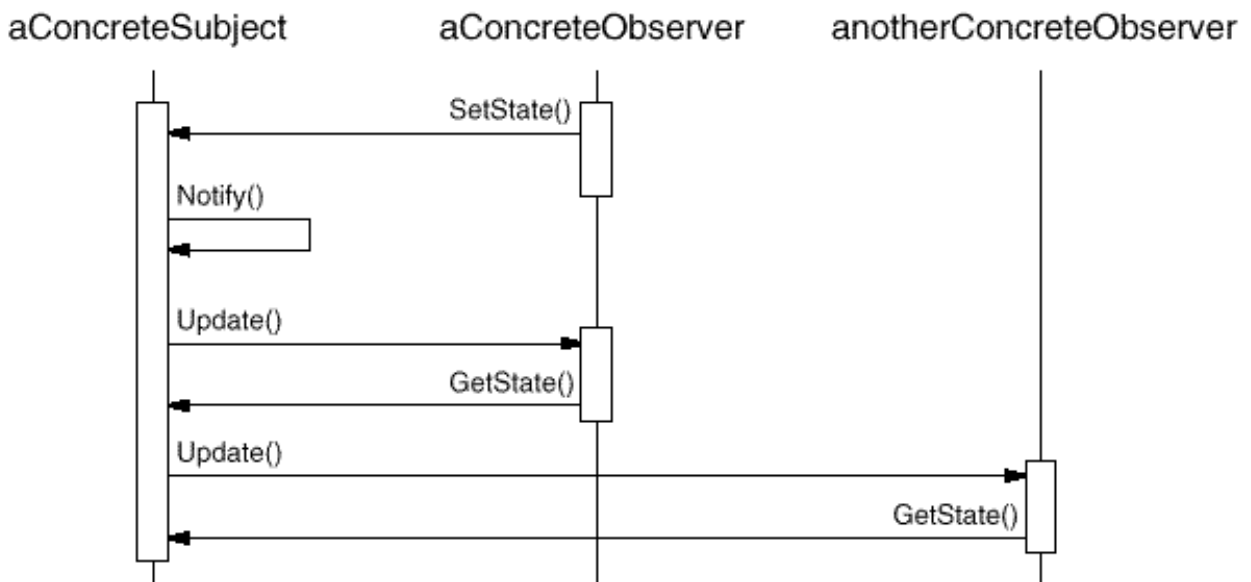 aConcreteSubject aConcreteObserver anotherConcreteObserver
SetState()
Notify()
Update()
GetState()
Update()
GetState()